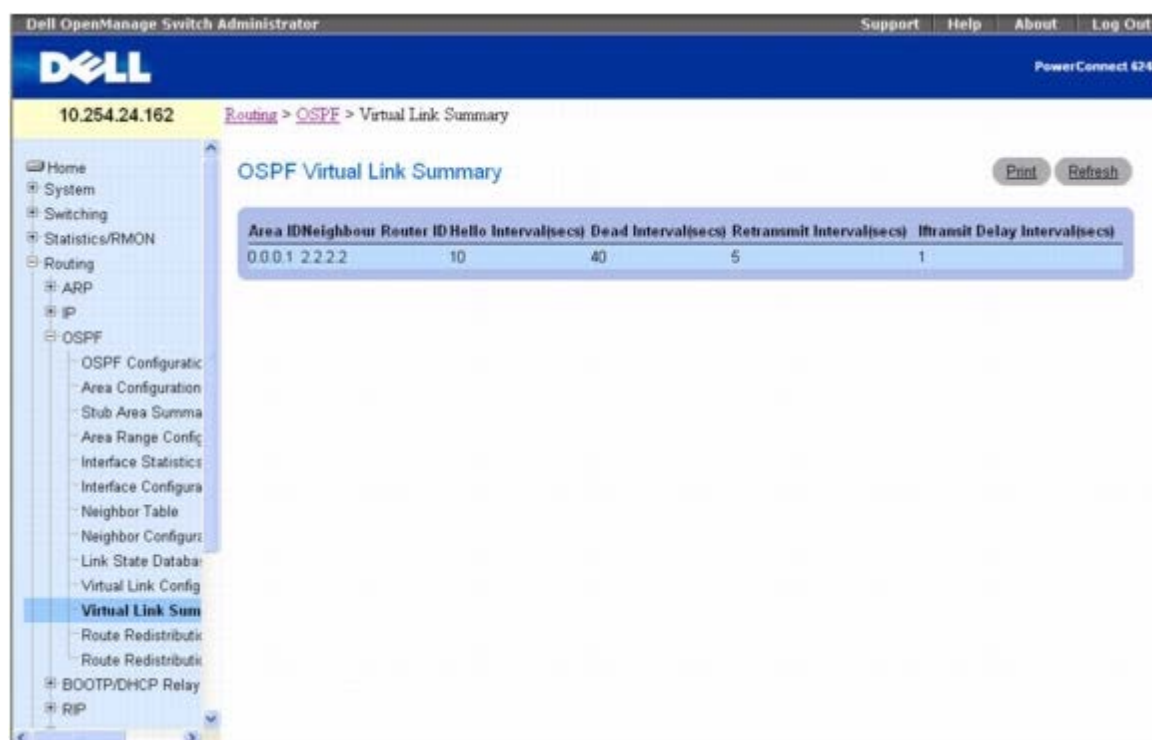 Dell OpenManage Switch Administrator Support Help About Log Out
DELL
PowerConnect 624
10.254.24.162
Routing > OSPF > Virtual Link Summary
Home
System
Switching
Statistics/RMON
Routing
ARP
IP
OSPF
OSPF Configuratic
Area Configuration
Stub Area Summa
Area Range Config
Interface Statistics
Interface Configura
Neighbor Table
Neighbor Configura
Link State Databa
Virtual Link Config
Virtual Link Sum
Route Redistributic
Route Redistributic
BOOTP/DHCP Relay
RIP
OSPF Virtual Link Summary
Print Refresh
Area ID Neighbour Router ID Hello Interval(secs) Dead Interval(secs) Retransmit Interval(secs) Iftransit Delay Interval(secs)
0.0.0.1 2.2.2.2 10 40 5 1